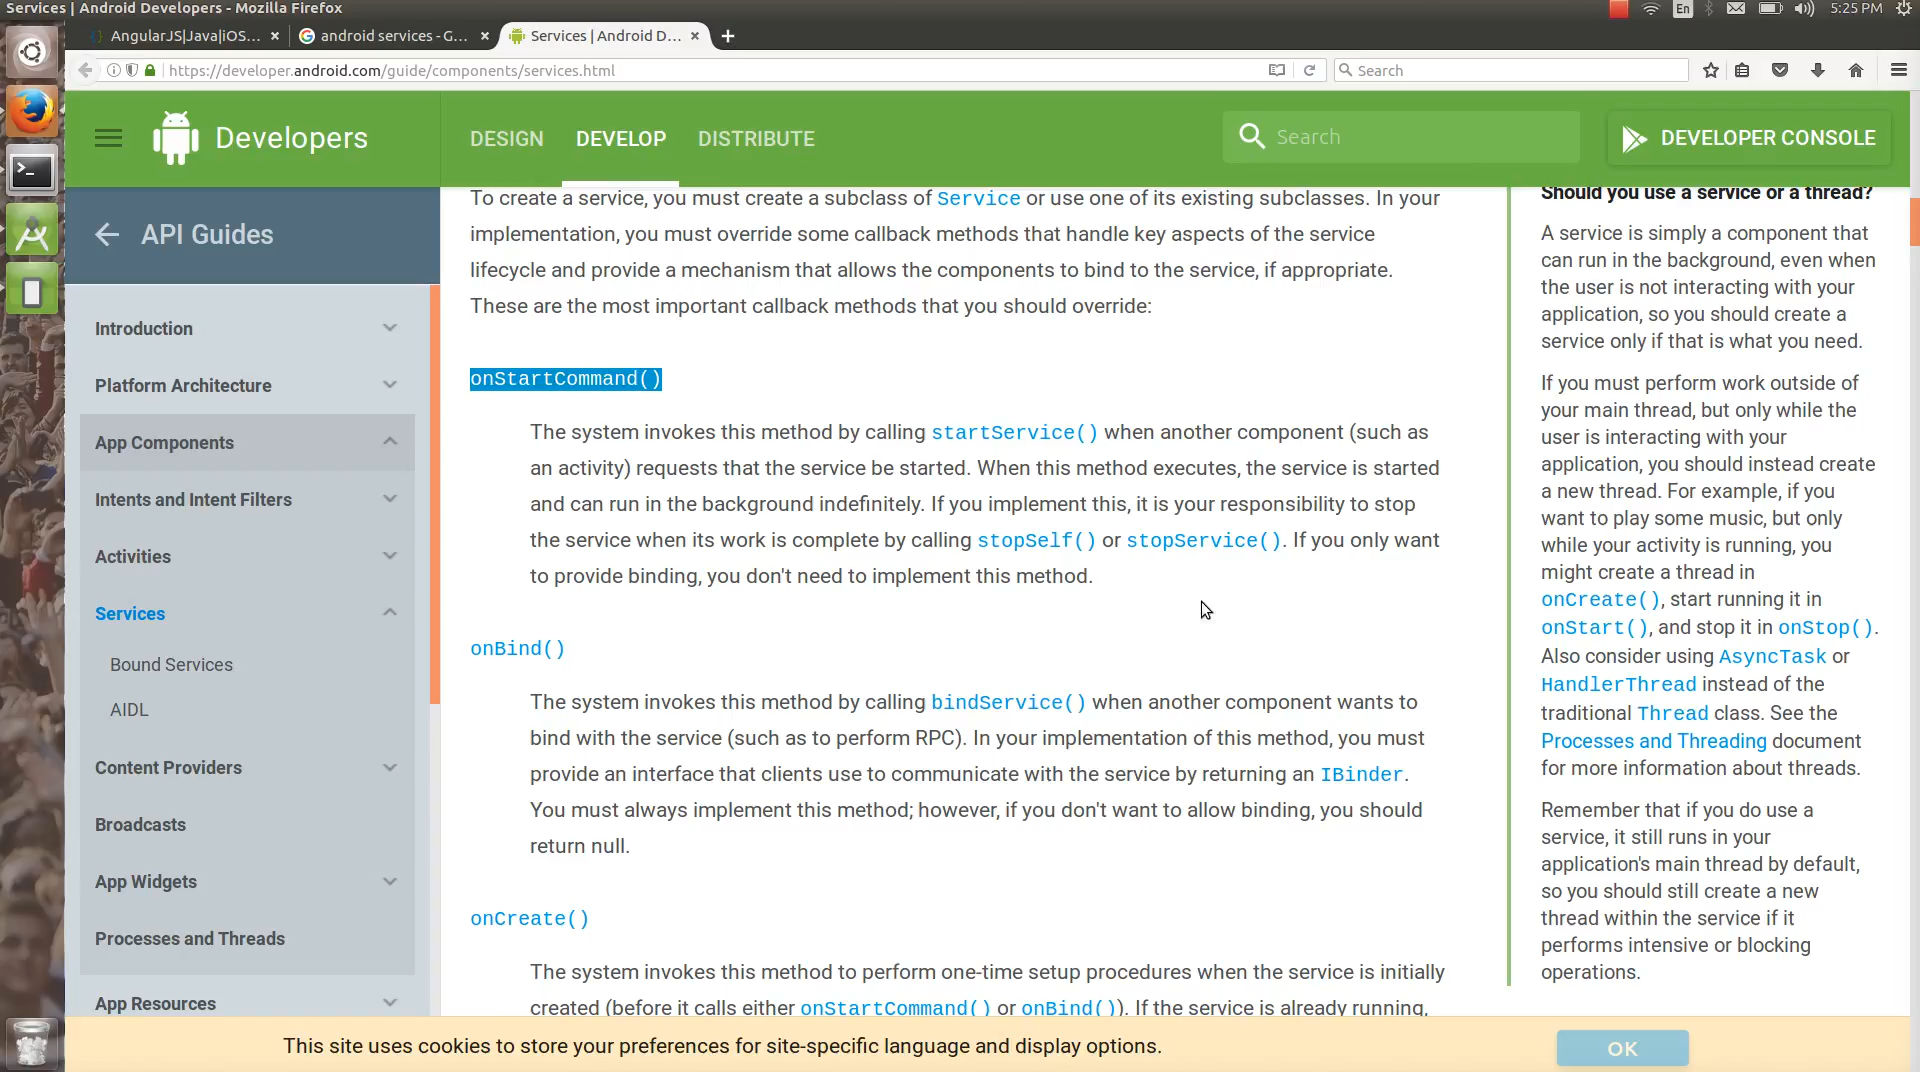 Services | Android Developers - Mozilla Firefox
En
5:25 PM
AngularJS|Java|iOS...
android services - G...
Services | Android D...
https://developer.android.com/guide/components/services.html
Search
Developers
DESIGN
DEVELOP
DISTRIBUTE
Search
DEVELOPER CONSOLE
API Guides
Introduction
Platform Architecture
App Components
Intents and Intent Filters
Activities
Services
Bound Services
AIDL
Content Providers
Broadcasts
App Widgets
Processes and Threads
App Resources
To create a service, you must create a subclass of Service or use one of its existing subclasses. In your
implementation, you must override some callback methods that handle key aspects of the service
lifecycle and provide a mechanism that allows the components to bind to the service, if appropriate.
These are the most important callback methods that you should override:
onStartCommand()
The system invokes this method by calling startService() when another component (such as
an activity) requests that the service be started. When this method executes, the service is started
and can run in the background indefinitely. If you implement this, it is your responsibility to stop
the service when its work is complete by calling stopSelf() or stopService(). If you only want
to provide binding, you don't need to implement this method.
onBind()
The system invokes this method by calling bindService() when another component wants to
bind with the service (such as to perform RPC). In your implementation of this method, you must
provide an interface that clients use to communicate with the service by returning an IBinder.
You must always implement this method; however, if you don't want to allow binding, you should
return null.
onCreate()
The system invokes this method to perform one-time setup procedures when the service is initially
created (before it calls either onStartCommand() or onBind()). If the service is already running,
Should you use a service or a thread?
A service is simply a component that
can run in the background, even when
the user is not interacting with your
application, so you should create a
service only if that is what you need.
If you must perform work outside of
your main thread, but only while the
user is interacting with your
application, you should instead create
a new thread. For example, if you
want to play some music, but only
while your activity is running, you
might create a thread in
onCreate(), start running it in
onStart(), and stop it in onStop().
Also consider using AsyncTask or
HandlerThread instead of the
traditional Thread class. See the
Processes and Threading document
for more information about threads.
Remember that if you do use a
service, it still runs in your
application's main thread by default,
so you should still create a new
thread within the service if it
performs intensive or blocking
operations.
This site uses cookies to store your preferences for site-specific language and display options.
OK